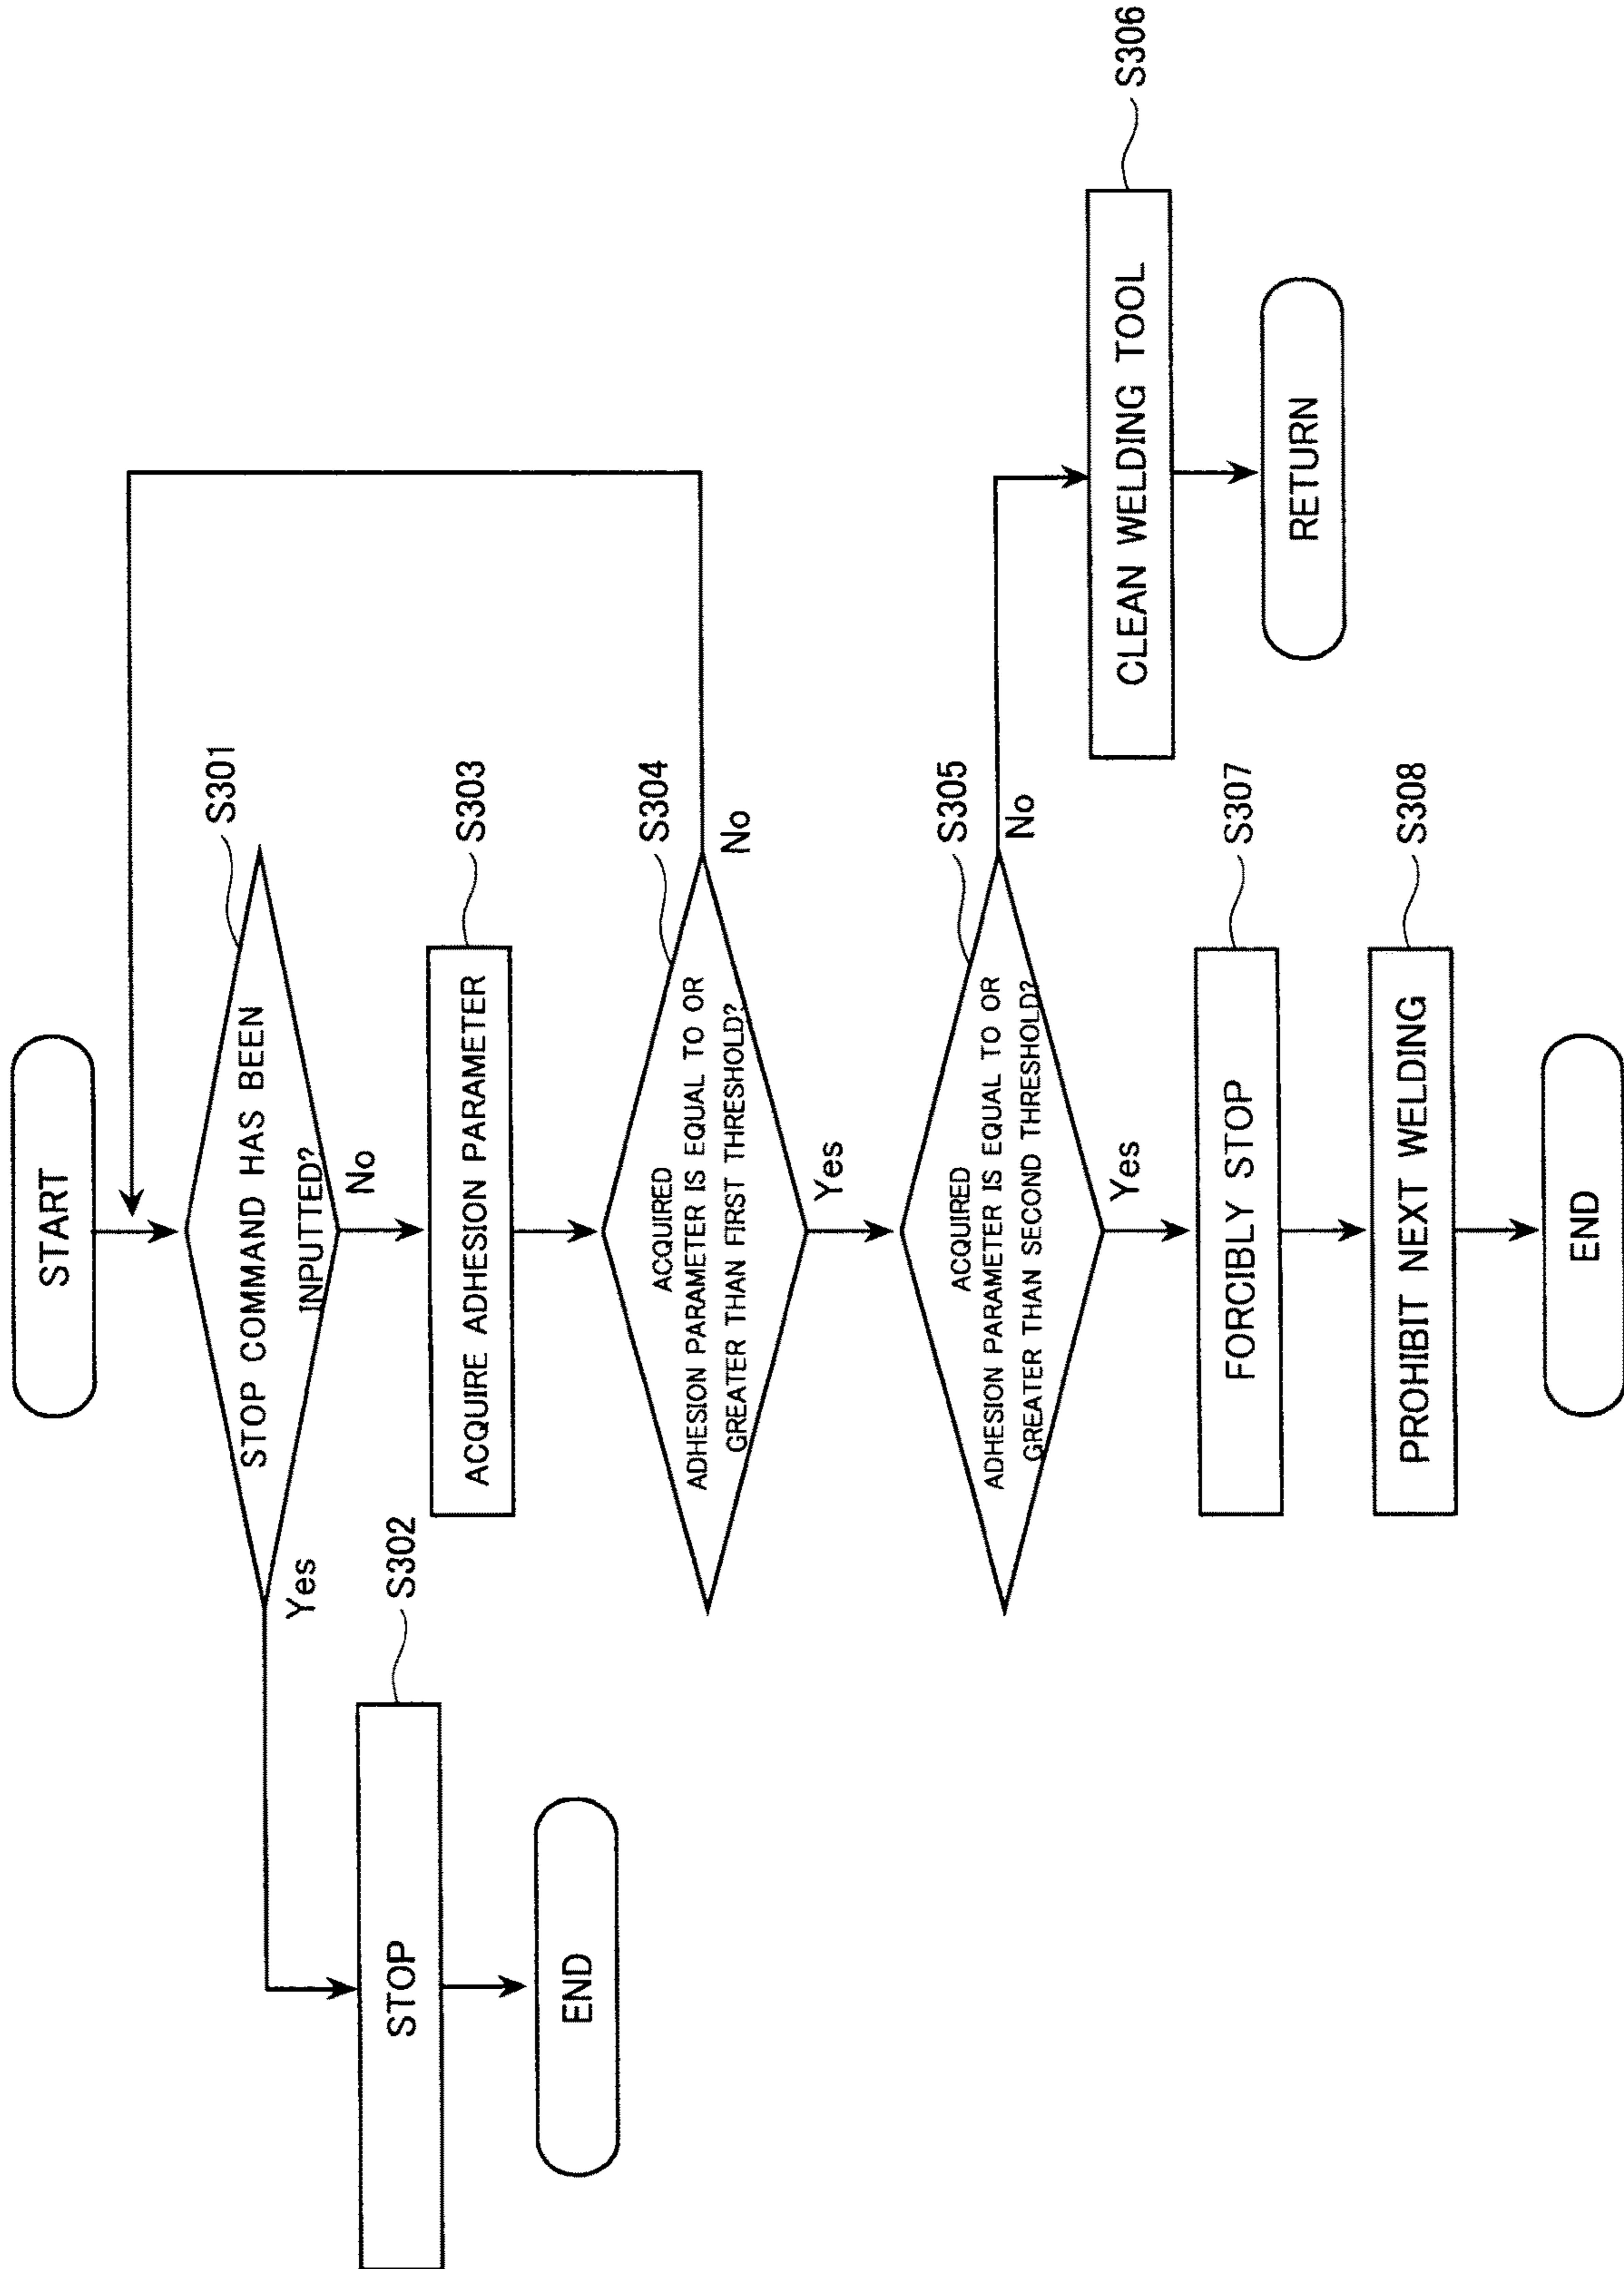 START
S301
STOP COMMAND HAS BEEN
INPUTTED?
Yes
No
S302
STOP
END
S303
ACQUIRE ADHESION PARAMETER
S304
ACQUIRED
ADHESION PARAMETER IS EQUAL TO OR
GREATER THAN FIRST THRESHOLD?
No
Yes
S305
ACQUIRED
ADHESION PARAMETER IS EQUAL TO OR
GREATER THAN SECOND THRESHOLD?
No
Yes
S306
CLEAN WELDING TOOL
RETURN
S307
FORCIBLY STOP
S308
PROHIBIT NEXT WELDING
END